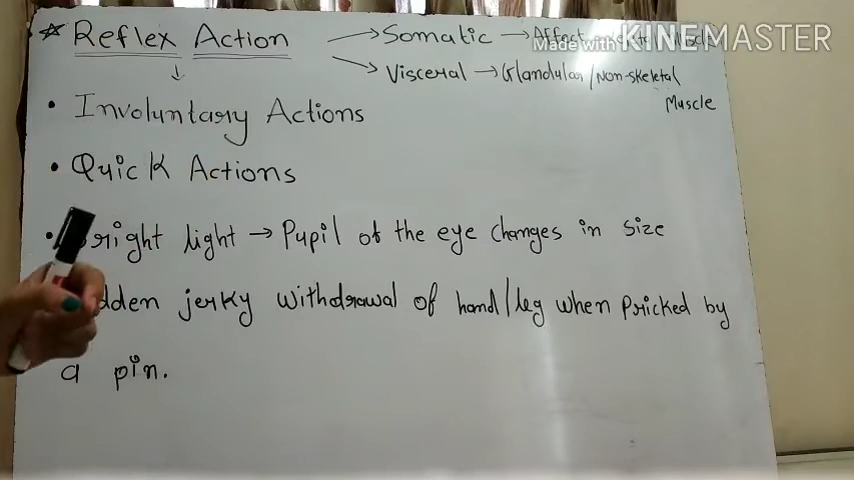 * Reflex Action → Somatic → Affect
Made with KINEMASTER
↓ → Visceral → Glandular/Non-skeletal
Muscle
• Involuntary Actions
• Quick Actions
• right light → Pupil of the eye changes in size
dden jerky withdrawal of hand/leg when pricked by
a pin.